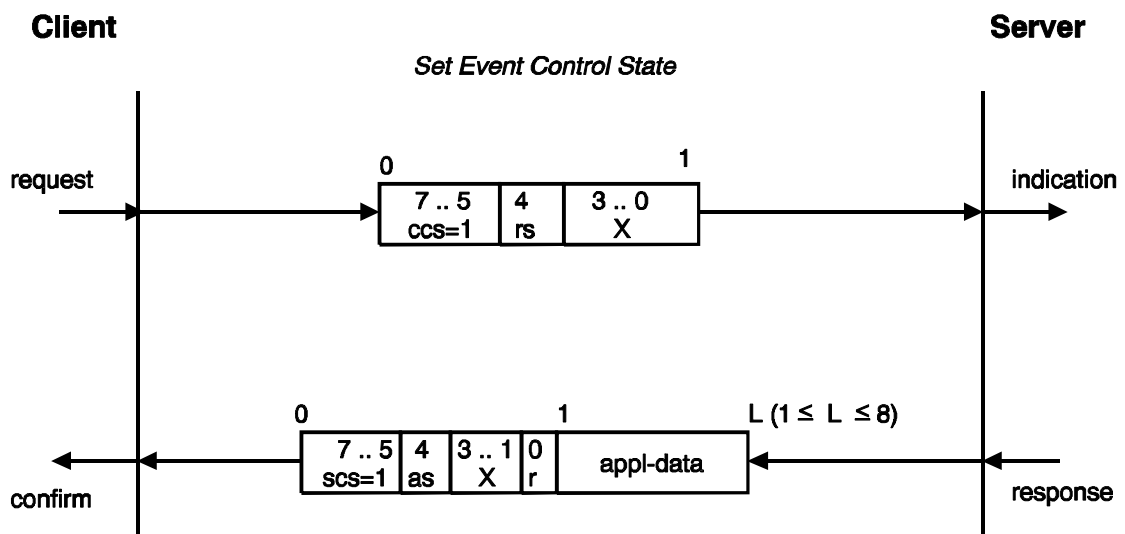 Client
Server
Set Event Control State
request
0
1
indication
7 .. 5
4
3 .. 0
ccs=1
rs
X
0
1
L (1 ≤ L ≤ 8)
7 .. 5
4
3 .. 1
0
scs=1
as
X
r
appl-data
confirm
response